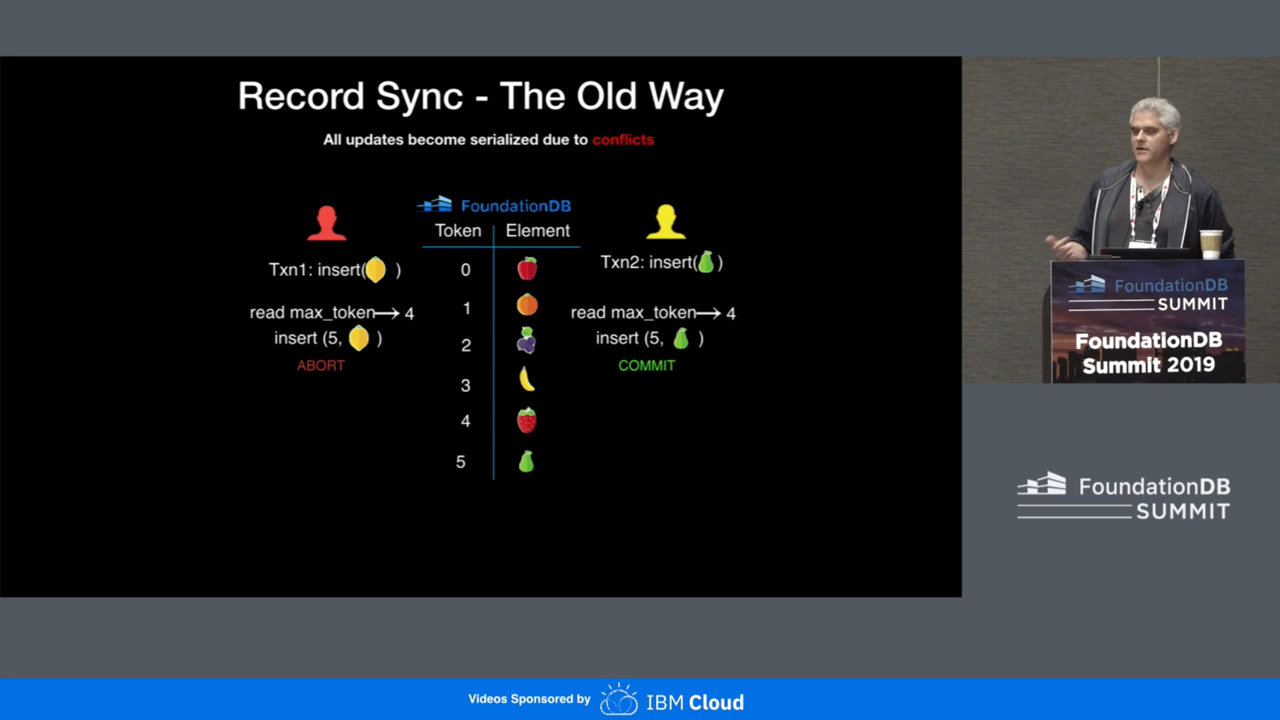 Record Sync - The Old Way
All updates become serialized due to conflicts
FoundationDB
Token Element
Txn1: insert( )
read max_token→ 4
insert (5, )
ABORT
0
1
2
3
4
5
Txn2: insert( )
read max_token→ 4
insert (5, )
COMMIT
FoundationDB
SUMMIT
FoundationDB
Summit 2019
FoundationDB
SUMMIT
Videos Sponsored by IBM Cloud